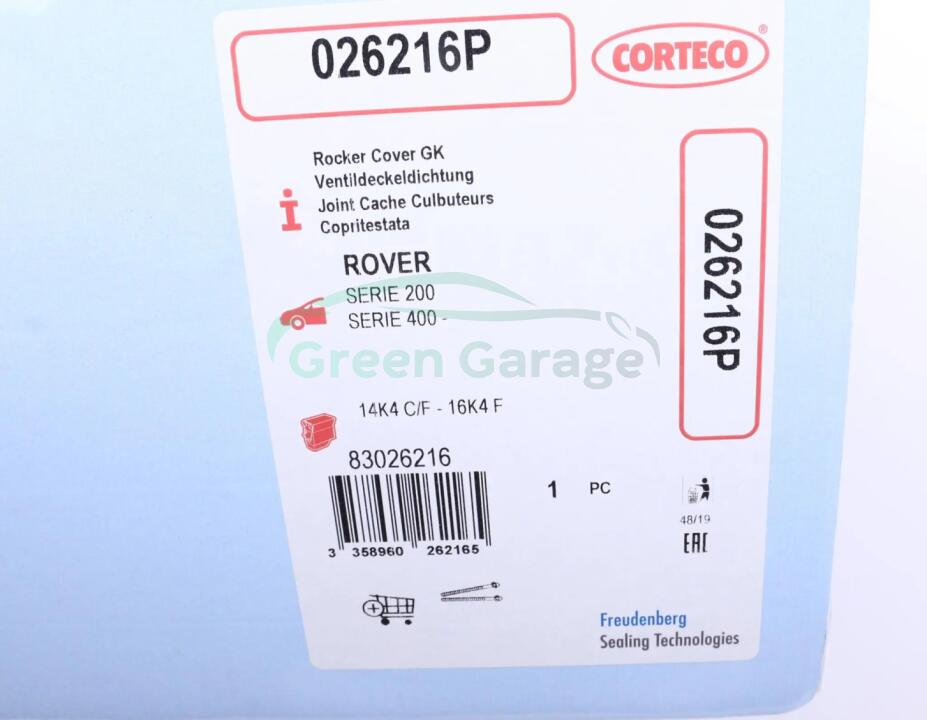 026216P
CORTECO®
Rocker Cover GK
Ventildeckeldichtung
Joint Cache Culbuteurs
Copritestata
026216P
ROVER
SERIE 200
SERIE 400 -
Green Garage
14K4 C/F - 16K4 F
83026216
1 PC
3 358960 262165
48/19
EAC
Freudenberg
Sealing Technologies